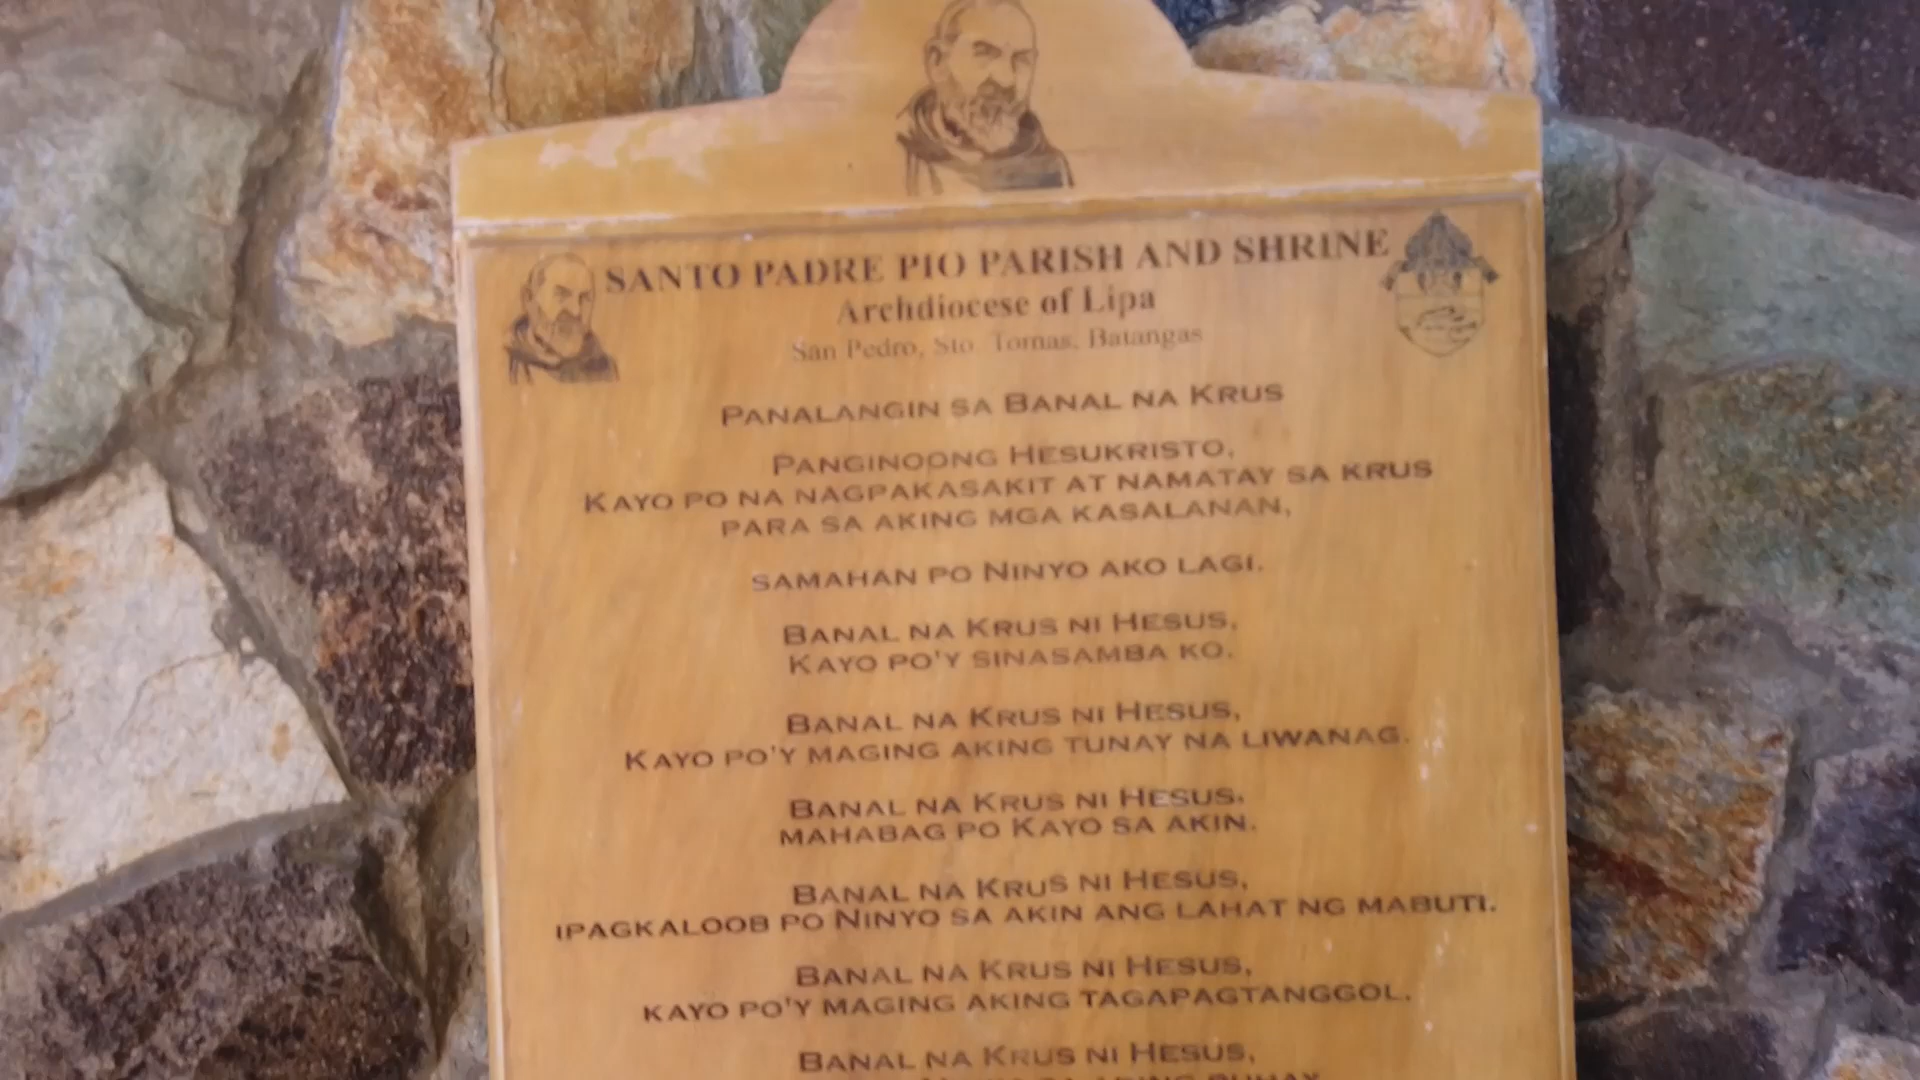 SANTO PADRE PIO PARISH AND SHRINE
Archdiocese of Lipa
San Pedro, Sto. Tomas, Batangas
PANALANGIN SA BANAL NA KRUS
PANGINOONG HESUKRISTO,
KAYO PO NA NAGPAKASAKIT AT NAMATAY SA KRUS
PARA SA AKING MGA KASALANAN,
SAMAHAN PO NINYO AKO LAGI.
BANAL NA KRUS NI HESUS,
KAYO PO'Y SINASAMBA KO.
BANAL NA KRUS NI HESUS,
KAYO PO'Y MAGING AKING TUNAY NA LIWANAG.
BANAL NA KRUS NI HESUS,
MAHABAG PO KAYO SA AKIN.
BANAL NA KRUS NI HESUS,
IPAGKALOOB PO NINYO SA AKIN ANG LAHAT NG MABUTI.
BANAL NA KRUS NI HESUS,
KAYO PO'Y MAGING AKING TAGAPAGTANGGOL.
BANAL NA KRUS NI HESUS,